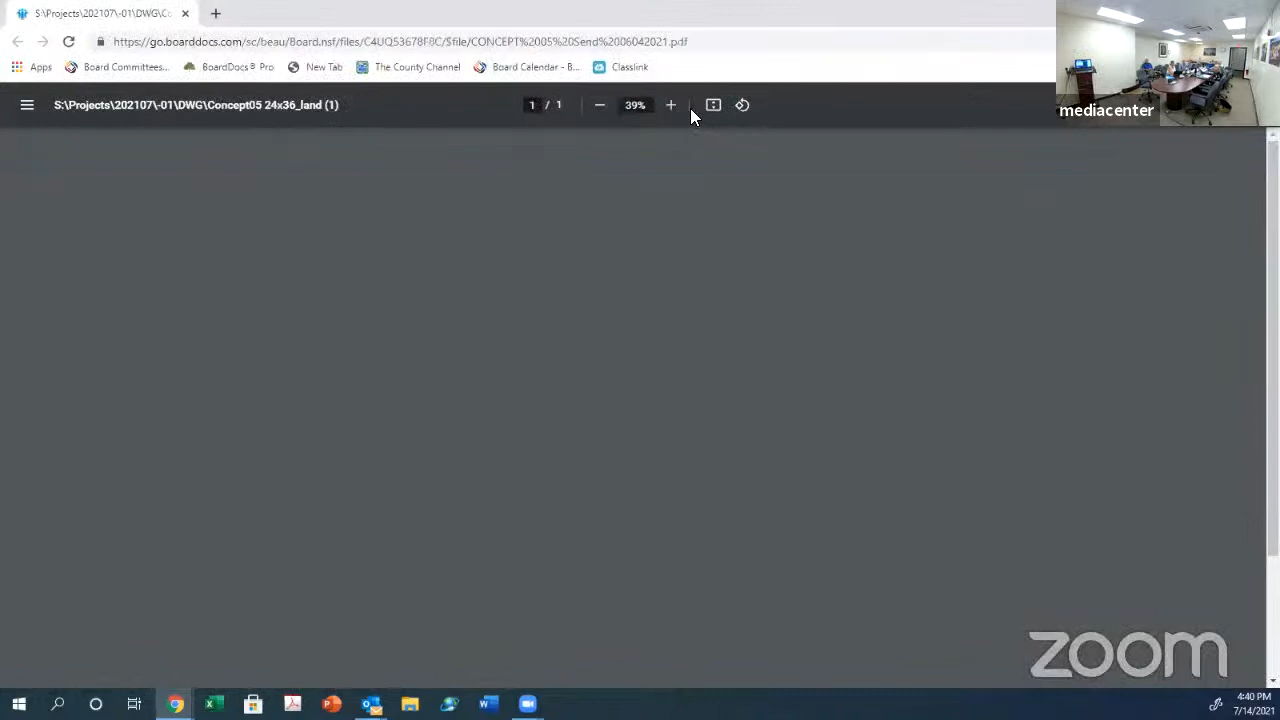 S:\Projects\202107\-01\DWG\Cc
https://go.boarddocs.com/sc/beau/Board.nsf/files/C4UQ53678F8C/$file/CONCEPT%2005%20Send%2006042021.pdf
Apps Board Committees... BoardDocs® Pro New Tab The County Channel Board Calendar - B... Classlink
mediacenter
S:\Projects\202107\-01\DWG\Concept05 24x36_land (1) 1 / 1 39%
zoom
4:40 PM
7/14/2021